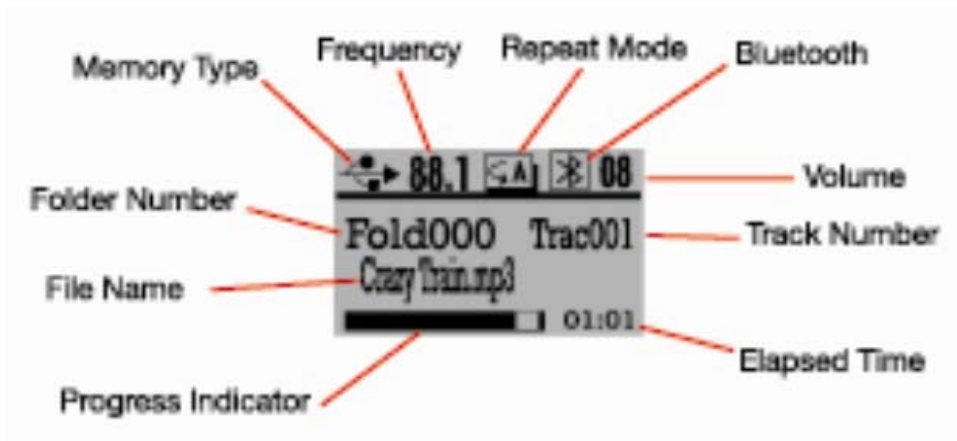 Memory Type
Frequency
Repeat Mode
Bluetooth
88.1
A
08
Volume
Folder Number
Fold000
Trac001
Track Number
File Name
Crazy Train.mp3
01:01
Elapsed Time
Progress Indicator